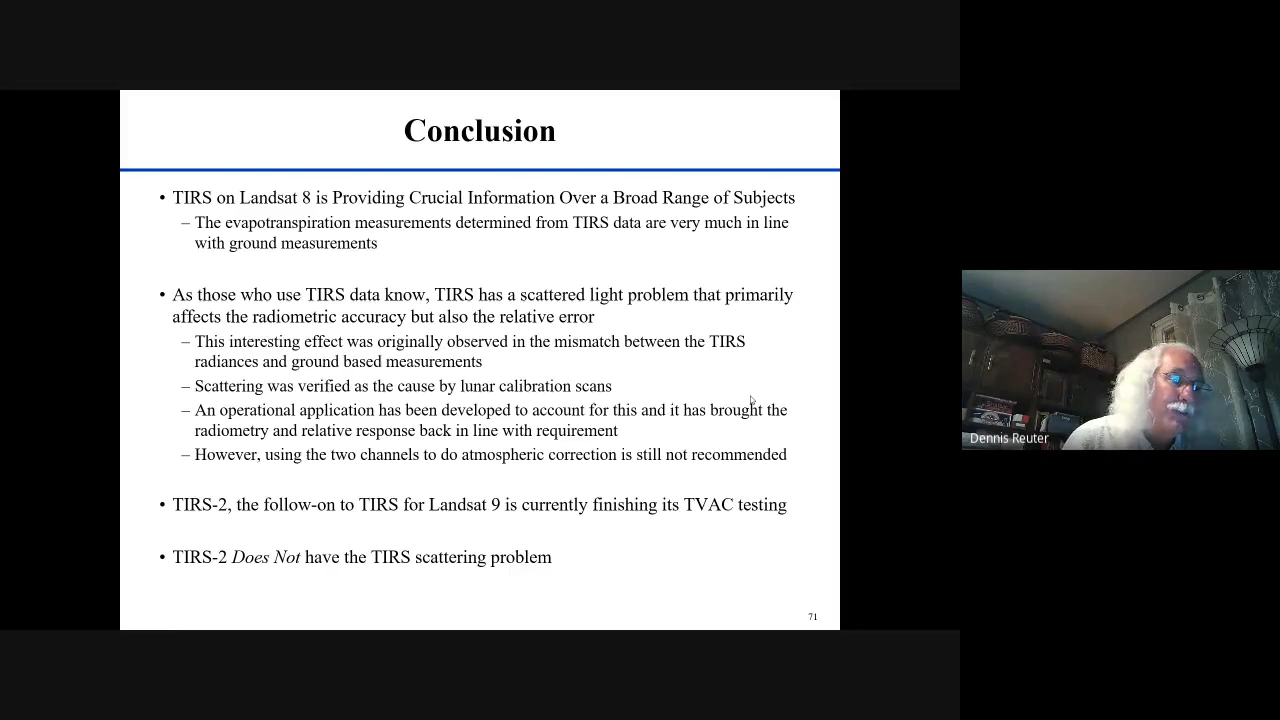 Conclusion
• TIRS on Landsat 8 is Providing Crucial Information Over a Broad Range of Subjects
– The evapotranspiration measurements determined from TIRS data are very much in line
with ground measurements
• As those who use TIRS data know, TIRS has a scattered light problem that primarily
affects the radiometric accuracy but also the relative error
– This interesting effect was originally observed in the mismatch between the TIRS
radiances and ground based measurements
– Scattering was verified as the cause by lunar calibration scans
– An operational application has been developed to account for this and it has brought the
radiometry and relative response back in line with requirement
– However, using the two channels to do atmospheric correction is still not recommended
• TIRS-2, the follow-on to TIRS for Landsat 9 is currently finishing its TVAC testing
• TIRS-2 Does Not have the TIRS scattering problem
71
Dennis Reuter